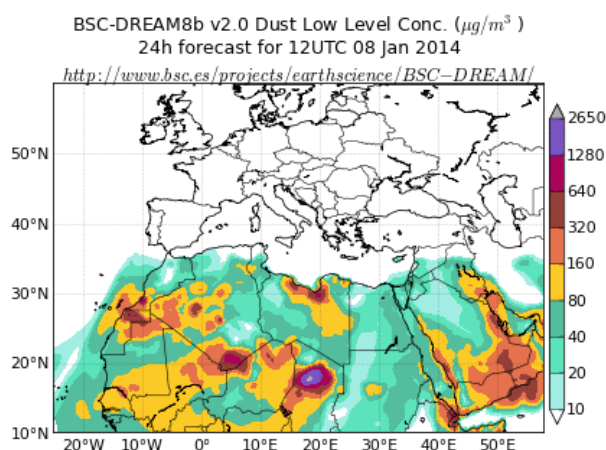 BSC-DREAM8b v2.0 Dust Low Level Conc. (μg/m³ )
24h forecast for 12UTC 08 Jan 2014
http://www.bsc.es/projects/earthscience/BSC−DREAM/
2650
1280
640
320
160
80
40
20
10
50°N
40°N
30°N
20°N
10°N
20°W 10°W 0° 10°E 20°E 30°E 40°E 50°E